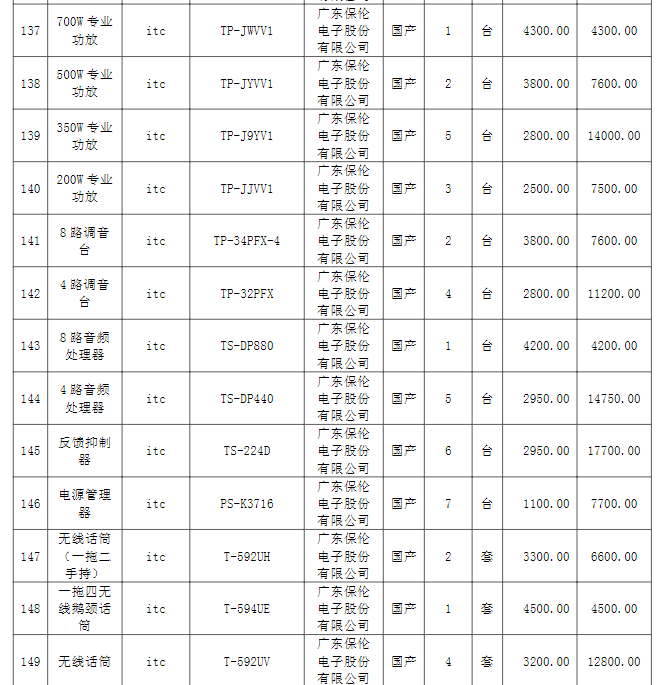 137
700W 专业
功放
itc
TP-JWVV1
广东保伦
电子股份
有限公司
国产
1
台
4300.00
4300.00
138
500W 专业
功放
itc
TP-JYVV1
广东保伦
电子股份
有限公司
国产
2
台
3800.00
7600.00
139
350W 专业
功放
itc
TP-J9YV1
广东保伦
电子股份
有限公司
国产
5
台
2800.00
14000.00
140
200W 专业
功放
itc
TP-JJVV1
广东保伦
电子股份
有限公司
国产
3
台
2500.00
7500.00
141
8 路调音
台
itc
TP-34PFX-4
广东保伦
电子股份
有限公司
国产
2
台
3800.00
7600.00
142
4 路调音
台
itc
TP-32PFX
广东保伦
电子股份
有限公司
国产
4
台
2800.00
11200.00
143
8 路音频
处理器
itc
TS-DP880
广东保伦
电子股份
有限公司
国产
1
台
4200.00
4200.00
144
4 路音频
处理器
itc
TS-DP440
广东保伦
电子股份
有限公司
国产
5
台
2950.00
14750.00
145
反馈抑制
器
itc
TS-224D
广东保伦
电子股份
有限公司
国产
6
台
2950.00
17700.00
146
电源管理
器
itc
PS-K3716
广东保伦
电子股份
有限公司
国产
7
台
1100.00
7700.00
147
无线话筒
（一拖二
手持）
itc
T-592UH
广东保伦
电子股份
有限公司
国产
2
套
3300.00
6600.00
148
一拖四无
线鹅颈话
筒
itc
T-594UE
广东保伦
电子股份
有限公司
国产
1
套
4500.00
4500.00
149
无线话筒
itc
T-592UV
广东保伦
电子股份
有限公司
国产
4
套
3200.00
12800.00